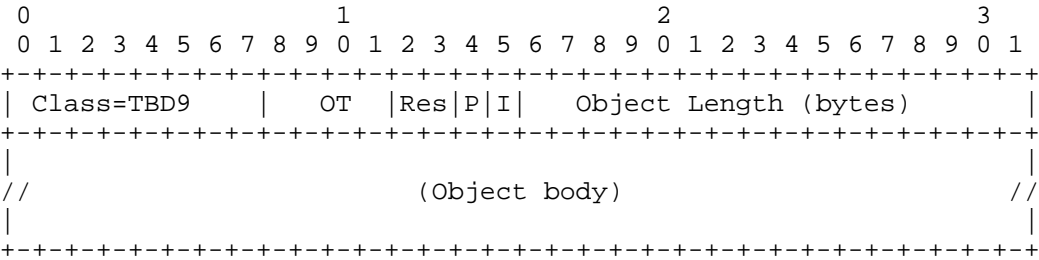 0                   1                   2                   3
 0 1 2 3 4 5 6 7 8 9 0 1 2 3 4 5 6 7 8 9 0 1 2 3 4 5 6 7 8 9 0 1
+-+-+-+-+-+-+-+-+-+-+-+-+-+-+-+-+-+-+-+-+-+-+-+-+-+-+-+-+-+-+-+-+
| Class=TBD9    |   OT  |Res|P|I|   Object Length (bytes)       |
+-+-+-+-+-+-+-+-+-+-+-+-+-+-+-+-+-+-+-+-+-+-+-+-+-+-+-+-+-+-+-+-+
|                                                               |
//                        (Object body)                        //
|                                                               |
+-+-+-+-+-+-+-+-+-+-+-+-+-+-+-+-+-+-+-+-+-+-+-+-+-+-+-+-+-+-+-+-+